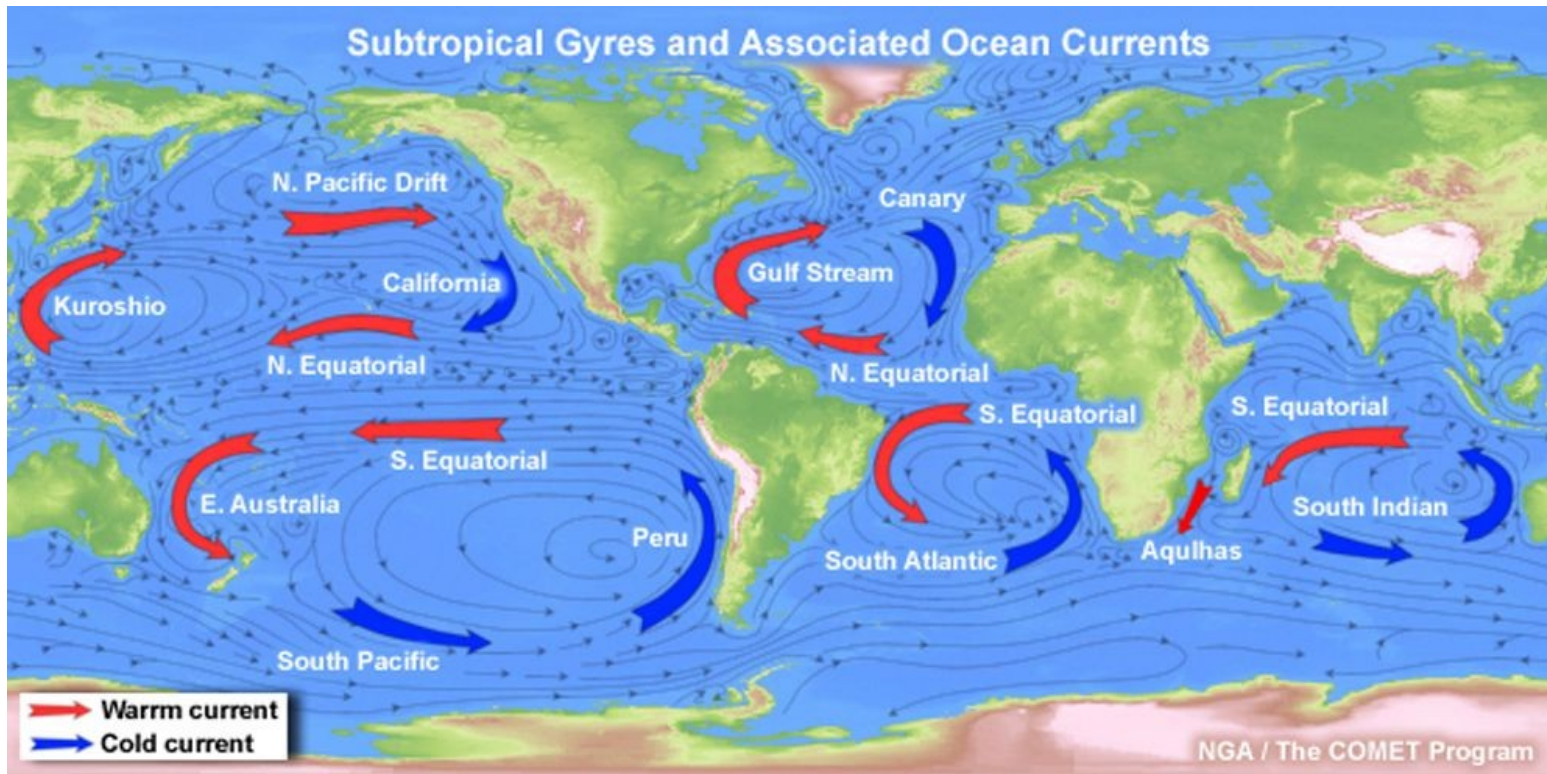 Subtropical Gyres and Associated Ocean Currents
N. Pacific Drift
Canary
California
Gulf Stream
Kuroshio
N. Equatorial
N. Equatorial
S. Equatorial
S. Equatorial
S. Equatorial
E. Australia
South Indian
Peru
Aqulhas
South Atlantic
South Pacific
Warrm current
Cold current
NGA / The COMET Program